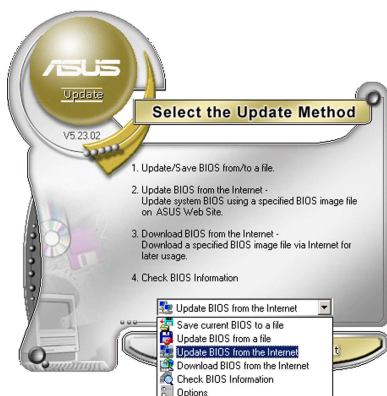 ASUS
Update
V5.23.02
Select the Update Method
1. Update/Save BIOS from/to a file.
2. Update BIOS from the Internet -
Update system BIOS using a specified BIOS image file
on ASUS Web Site.
3. Download BIOS from the Internet -
Download a specified BIOS image file via Internet for
later usage.
4. Check BIOS Information
Update BIOS from the Internet
Save current BIOS to a file
Update BIOS from a file
Update BIOS from the Internet
Download BIOS from the Internet
Check BIOS Information
Options
t